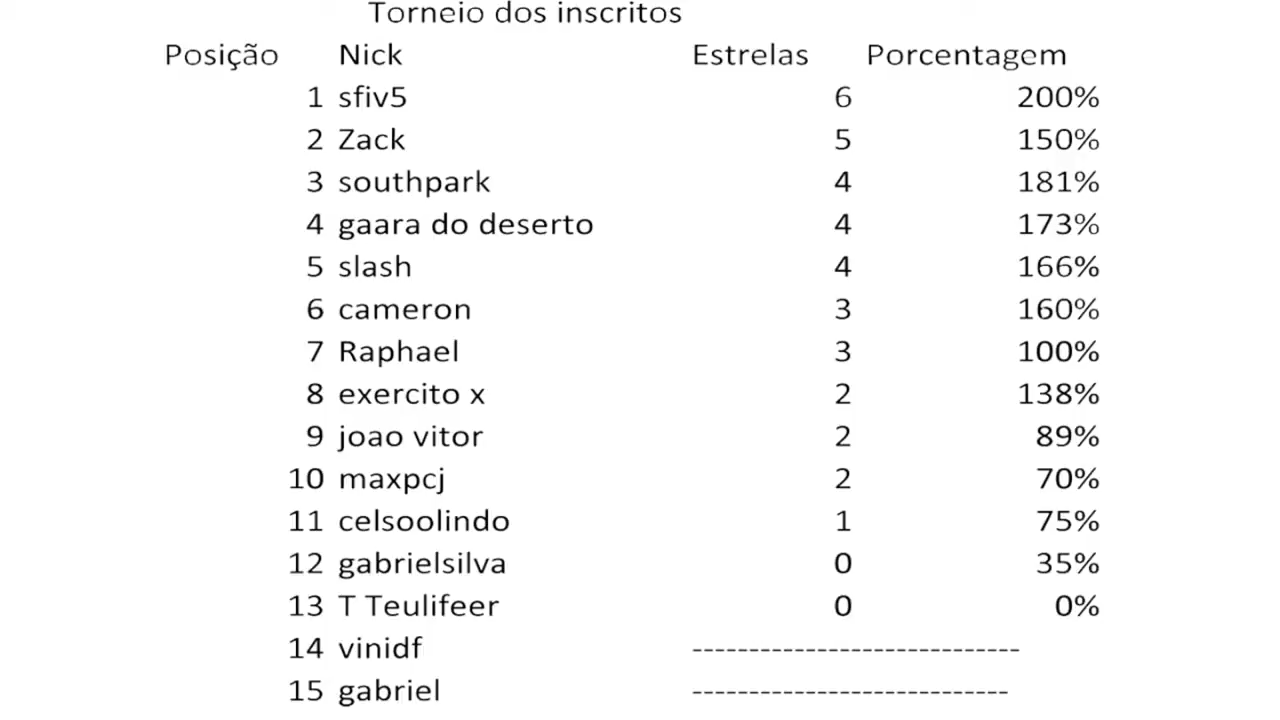 Torneio dos inscritos
Posição Nick Estrelas Porcentagem
1 sfiv5 6 200%
2 Zack 5 150%
3 southpark 4 181%
4 gaara do deserto 4 173%
5 slash 4 166%
6 cameron 3 160%
7 Raphael 3 100%
8 exercito x 2 138%
9 joao vitor 2 89%
10 maxpcj 2 70%
11 celsoolindo 1 75%
12 gabrielsilva 0 35%
13 T Teulifeer 0 0%
14 vinidf -----------------------------
15 gabriel ----------------------------